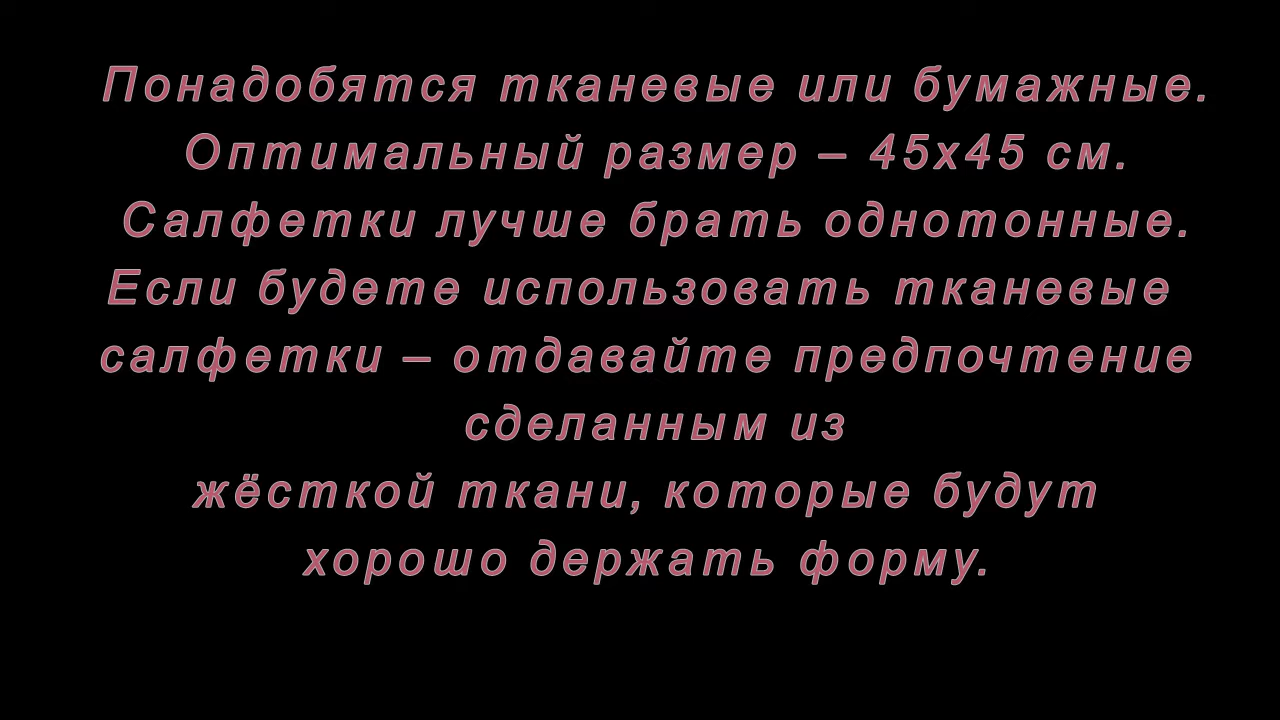 Понадобятся тканевые или бумажные.
Оптимальный размер – 45х45 см.
Салфетки лучше брать однотонные.
Если будете использовать тканевые
салфетки – отдавайте предпочтение
сделанным из
жёсткой ткани, которые будут
хорошо держать форму.